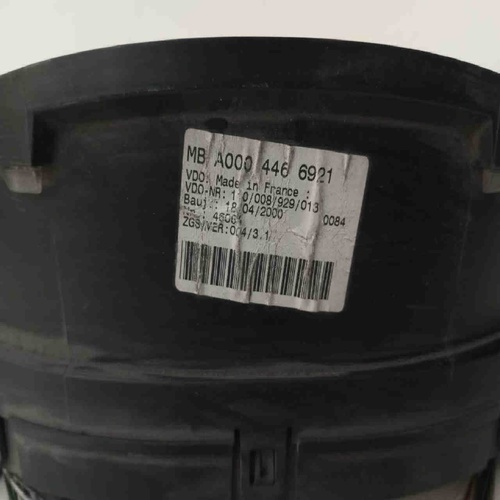 MB A000 446 6921
VDO: Made in France :
VDO-NR: 110/008/929/013
Bauj.: 18/04/2000 0084
ZGS/VER:004/3.1